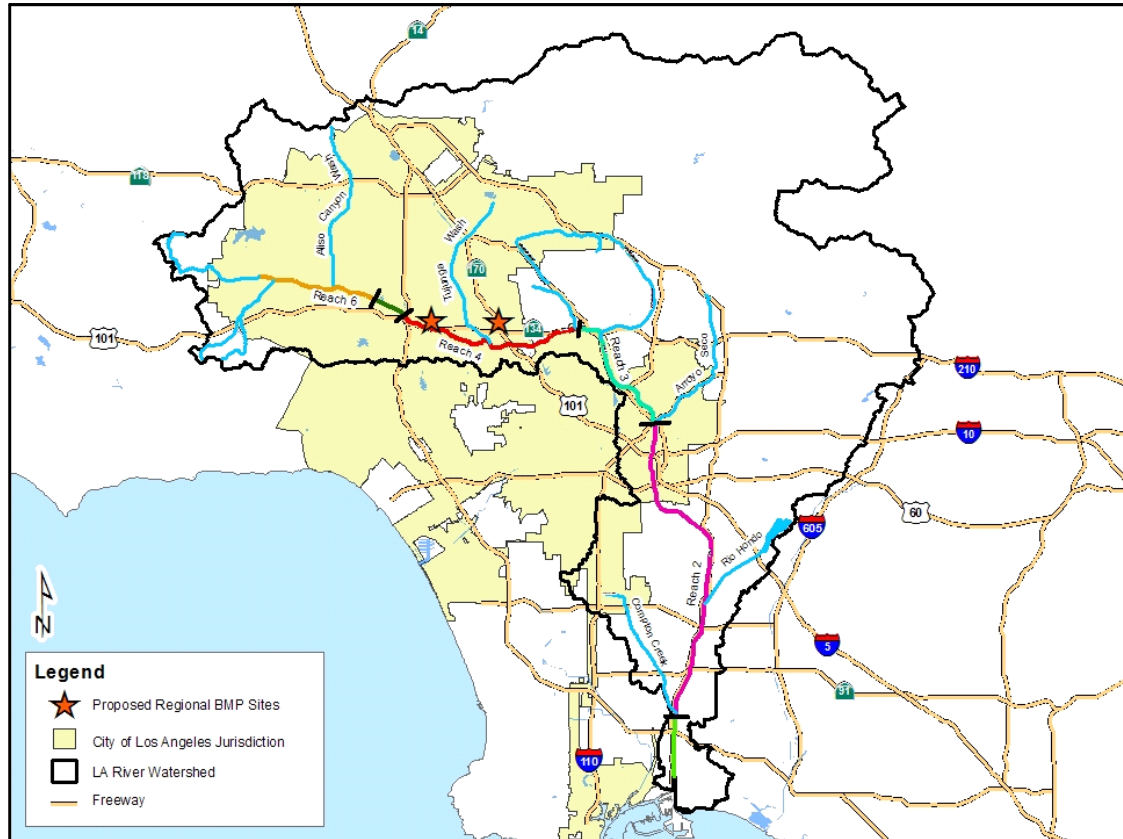 14
118
Wash
Canyon
Aliso
Wash
Tujunga
170
Reach 6
134
101
Reach 4
Reach 3
Arroyo Seco
210
101
10
60
605
Rio Hondo
Reach 2
Compton Creek
5
91
110
N
Legend
Proposed Regional BMP Sites
City of Los Angeles Jurisdiction
LA River Watershed
Freeway